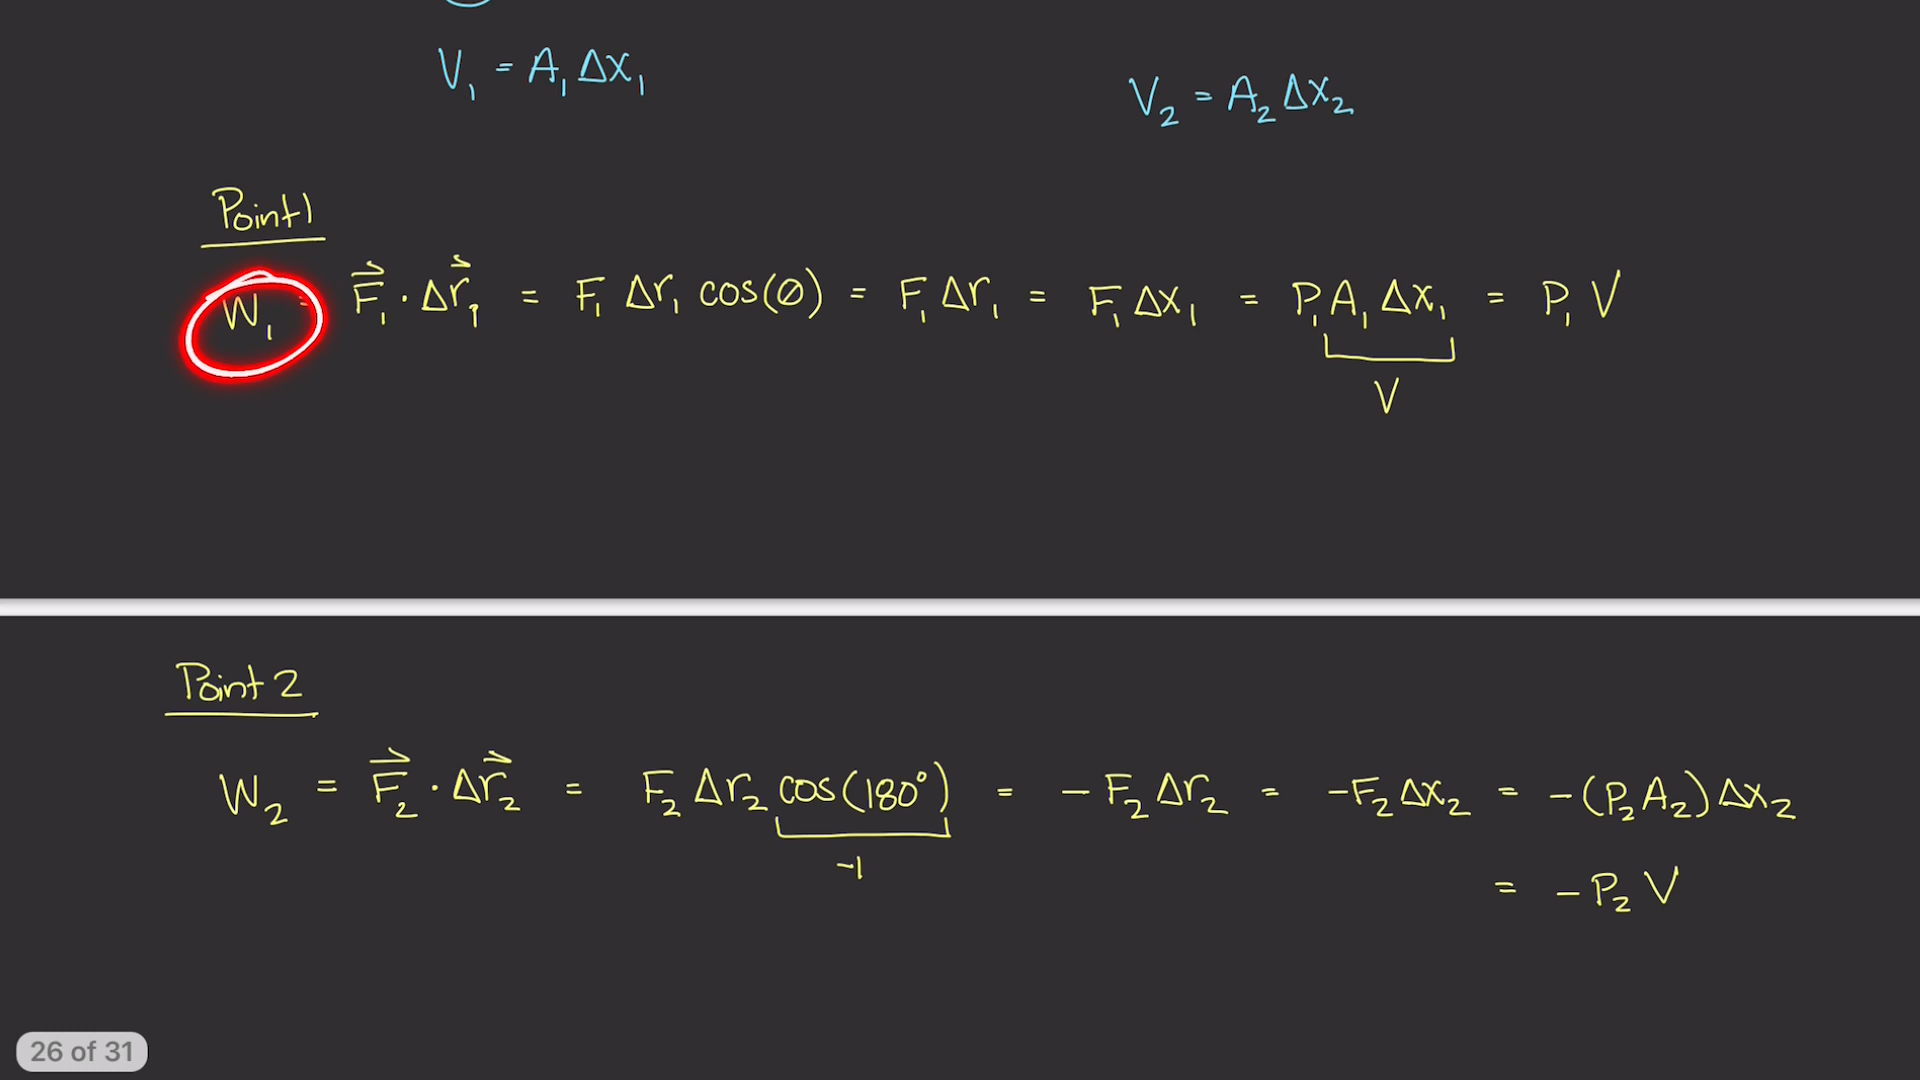 V₁ = A₁ Δx₁
V₂ = A₂ Δx₂
Point 1
W₁ = F⃗₁ · Δr⃗₁ = F₁ Δr₁ cos(0) = F₁ Δr₁ = F₁ Δx₁ = P₁ A₁ Δx₁ = P₁ V
V
Point 2
W₂ = F⃗₂ · Δr⃗₂ = F₂ Δr₂ cos(180°) = − F₂ Δr₂ = −F₂ Δx₂ = −(P₂ A₂) Δx₂
−1
= − P₂ V
26 of 31